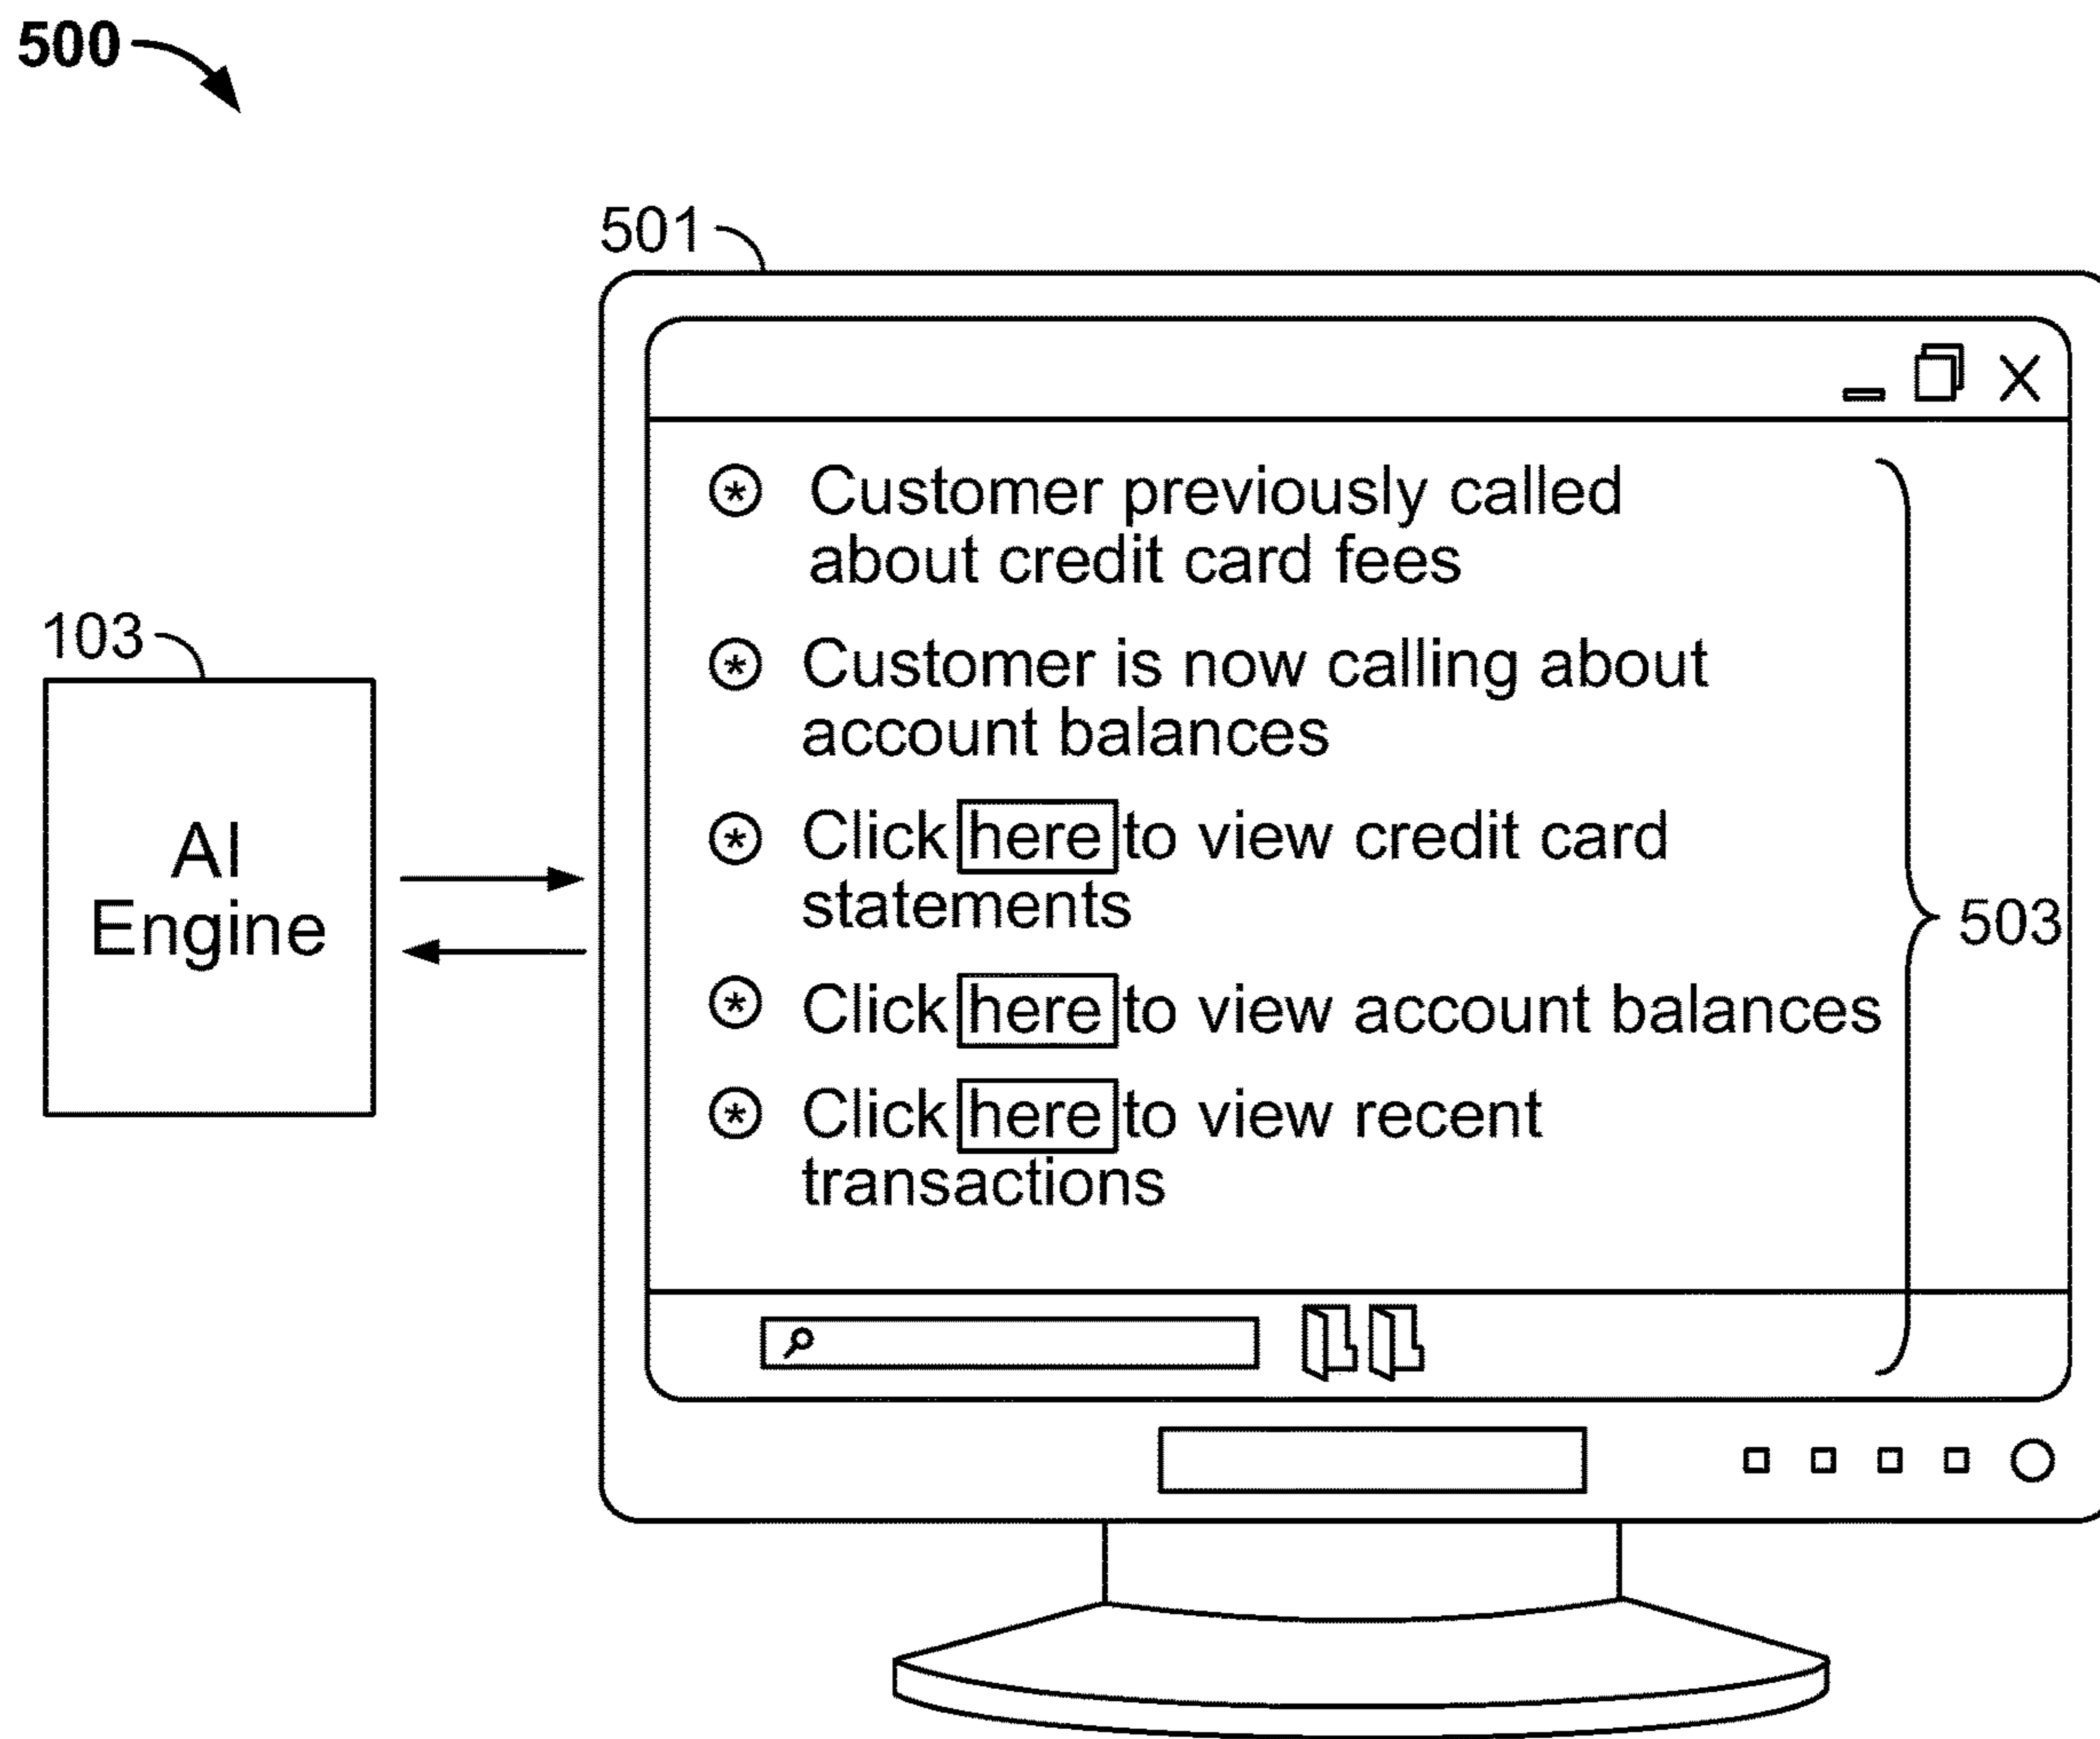 500
501
Customer previously called
about credit card fees
Customer is now calling about
account balances
103
AI
Engine
Click here to view credit card
statements
503
Click here to view account balances
Click here to view recent
transactions